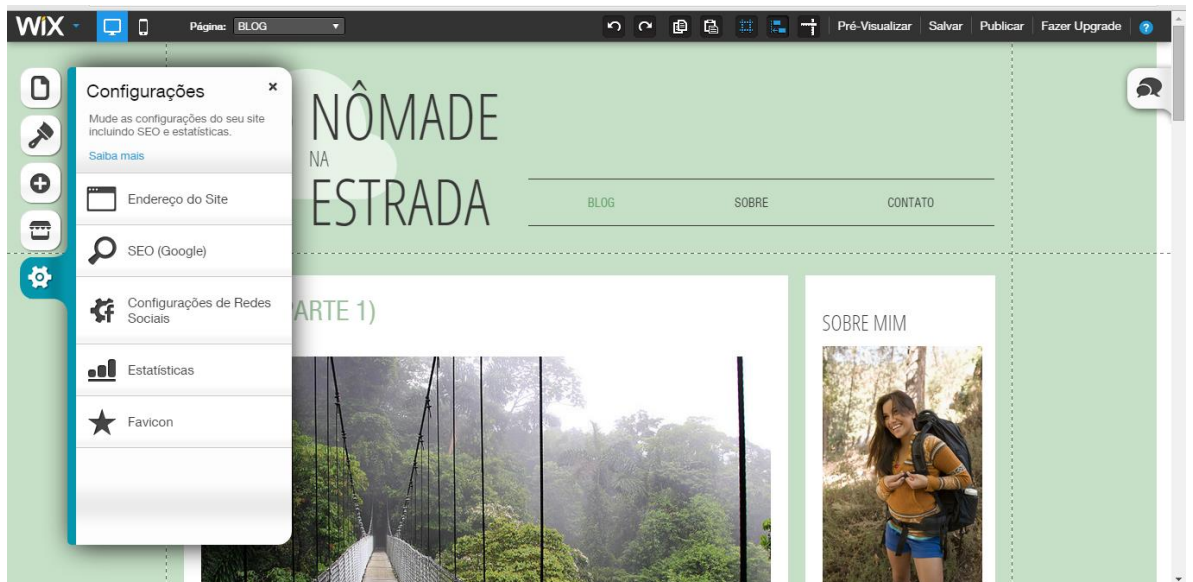 WiX
Página: BLOG
Pré-Visualizar
Salvar
Publicar
Fazer Upgrade
?
Configurações
×
Mude as configurações do seu site
incluindo SEO e estatísticas.
Saiba mais
Endereço do Site
SEO (Google)
Configurações de Redes
Sociais
Estatísticas
Favicon
NÔMADE
NA
ESTRADA
BLOG
SOBRE
CONTATO
ARTE 1)
SOBRE MIM